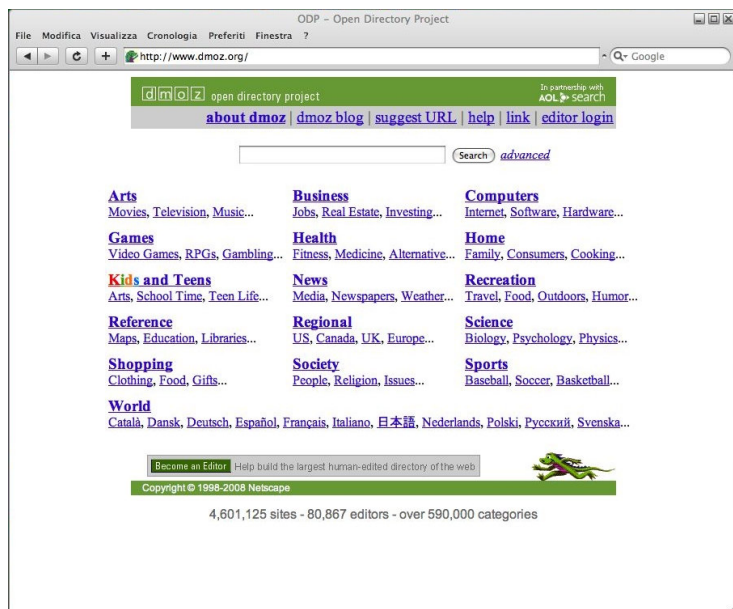 ODP – Open Directory Project
File Modifica Visualizza Cronologia Preferiti Finestra ?
http://www.dmoz.org/ Google
dmoz open directory project In partnership with AOL search
about dmoz | dmoz blog | suggest URL | help | link | editor login
Search advanced
Arts Business Computers
Movies, Television, Music... Jobs, Real Estate, Investing... Internet, Software, Hardware...
Games Health Home
Video Games, RPGs, Gambling... Fitness, Medicine, Alternative... Family, Consumers, Cooking...
Kids and Teens News Recreation
Arts, School Time, Teen Life... Media, Newspapers, Weather... Travel, Food, Outdoors, Humor...
Reference Regional Science
Maps, Education, Libraries... US, Canada, UK, Europe... Biology, Psychology, Physics...
Shopping Society Sports
Clothing, Food, Gifts... People, Religion, Issues... Baseball, Soccer, Basketball...
World
Català, Dansk, Deutsch, Español, Français, Italiano, 日本語, Nederlands, Polski, Русский, Svenska...
Become an Editor Help build the largest human-edited directory of the web
Copyright © 1998-2008 Netscape
4,601,125 sites - 80,867 editors - over 590,000 categories